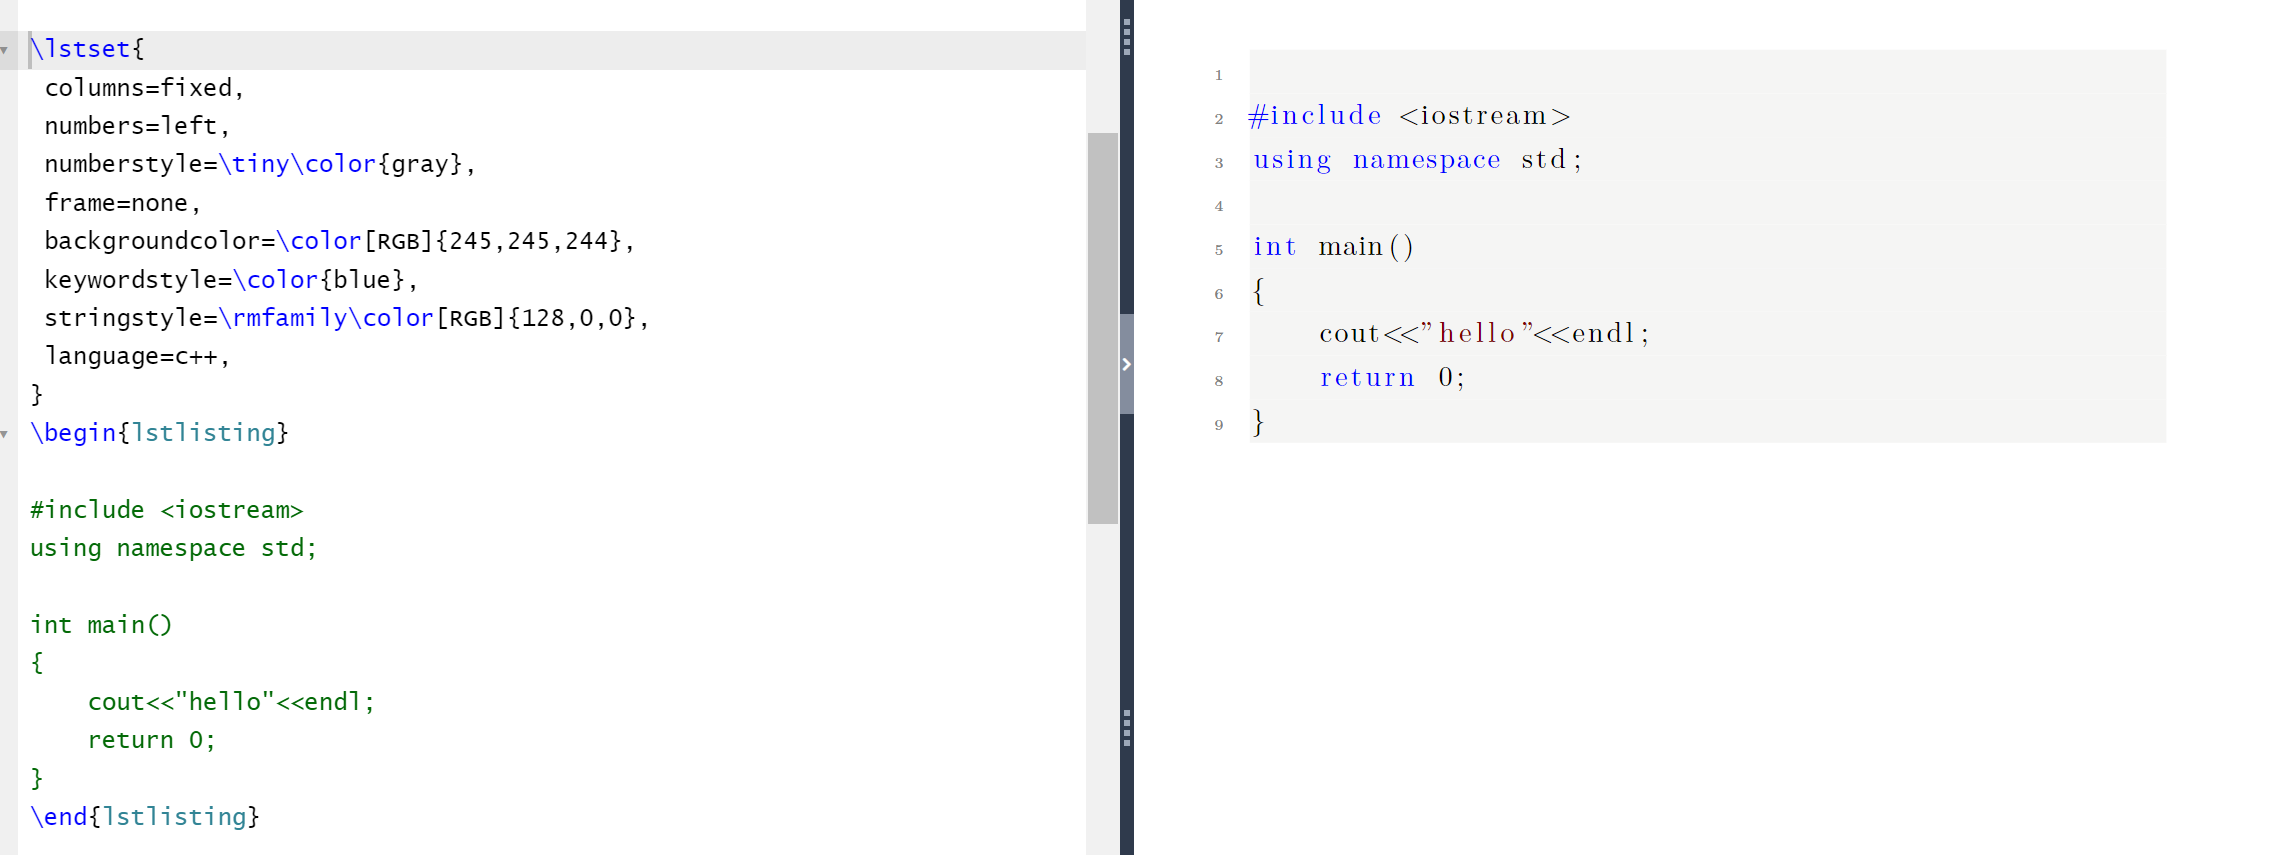 \lstset{
 columns=fixed,
 numbers=left,
 numberstyle=\tiny\color{gray},
 frame=none,
 backgroundcolor=\color[RGB]{245,245,244},
 keywordstyle=\color{blue},
 stringstyle=\rmfamily\color[RGB]{128,0,0},
 language=c++,
}
\begin{lstlisting}
#include <iostream>
using namespace std;
int main()
{
    cout<<"hello"<<endl;
    return 0;
}
\end{lstlisting}
1
2 #include <iostream>
3 using namespace std;
4
5 int main()
6 {
7     cout<<”hello”<<endl;
8     return 0;
9 }